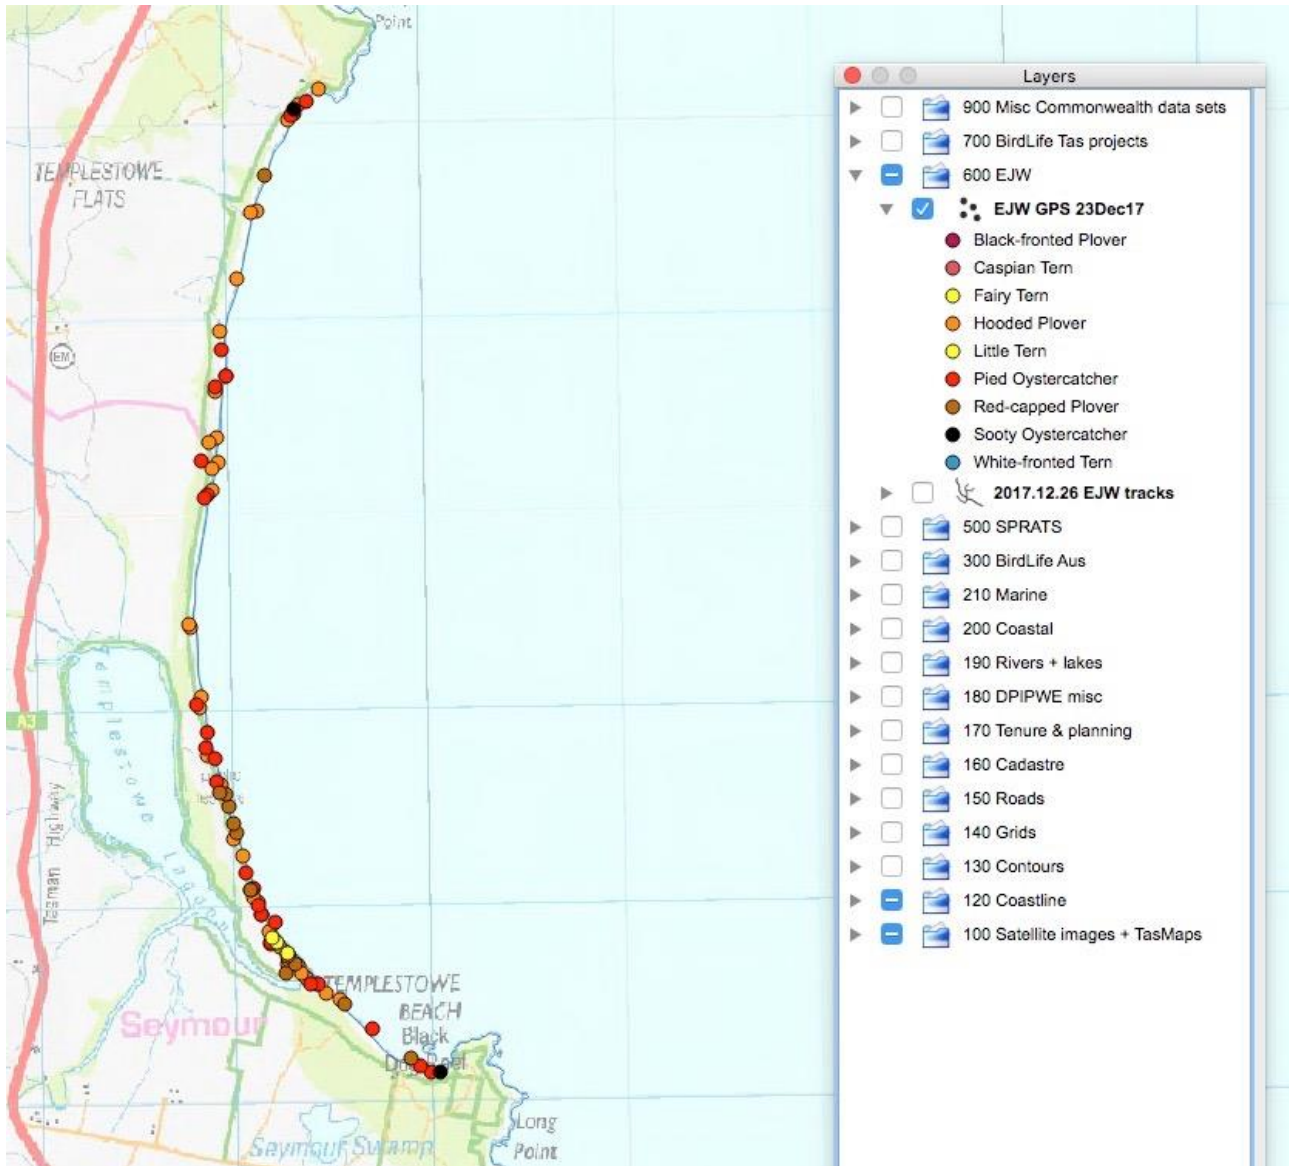 Point
TEMPLESTOWE
FLATS
EM
A3
Templestowe
Lagoon
Tasman Highway
TEMPLESTOWE
BEACH
Black
Seymour
Long
Point
Seymour Swamp
Layers
900 Misc Commonwealth data sets
700 BirdLife Tas projects
600 EJW
EJW GPS 23Dec17
Black-fronted Plover
Caspian Tern
Fairy Tern
Hooded Plover
Little Tern
Pied Oystercatcher
Red-capped Plover
Sooty Oystercatcher
White-fronted Tern
2017.12.26 EJW tracks
500 SPRATS
300 BirdLife Aus
210 Marine
200 Coastal
190 Rivers + lakes
180 DPIPWE misc
170 Tenure & planning
160 Cadastre
150 Roads
140 Grids
130 Contours
120 Coastline
100 Satellite images + TasMaps